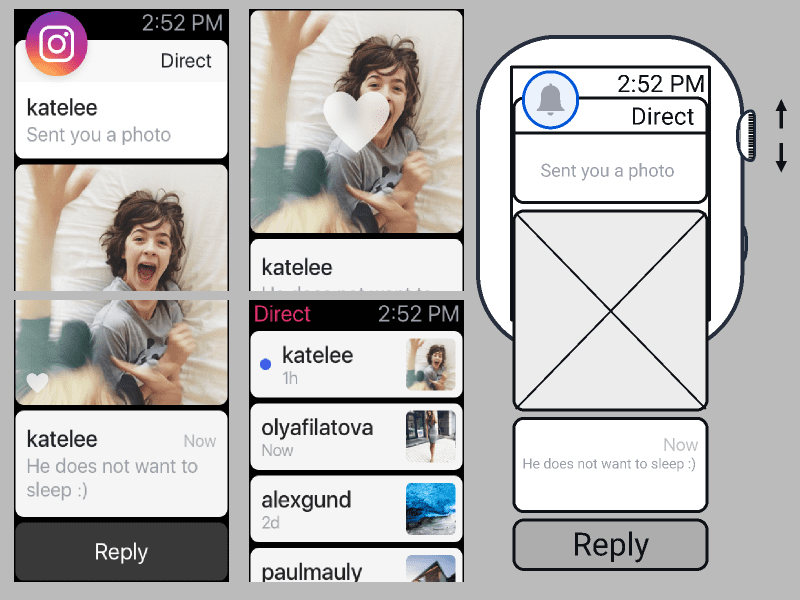 2:52 PM
Direct
katelee
Sent you a photo
katelee
Now
He does not want to
sleep :)
Reply
katelee
He does not want to
Direct
2:52 PM
katelee
1h
olyafilatova
Now
alexgund
2d
paulmauly
2:52 PM
Direct
Sent you a photo
Now
He does not want to sleep :)
Reply